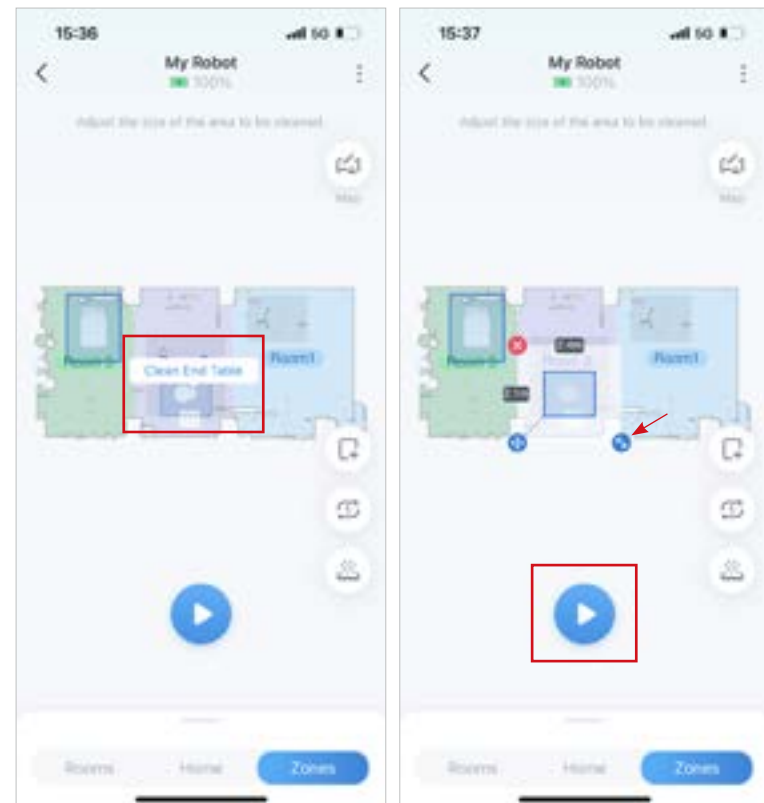 15:36
5G
My Robot
100%
Adjust the size of the area to be cleaned.
Map
Clean End Table
Room1
Rooms
Home
Zones
15:37
5G
My Robot
100%
Adjust the size of the area to be cleaned.
Map
Room1
Rooms
Home
Zones